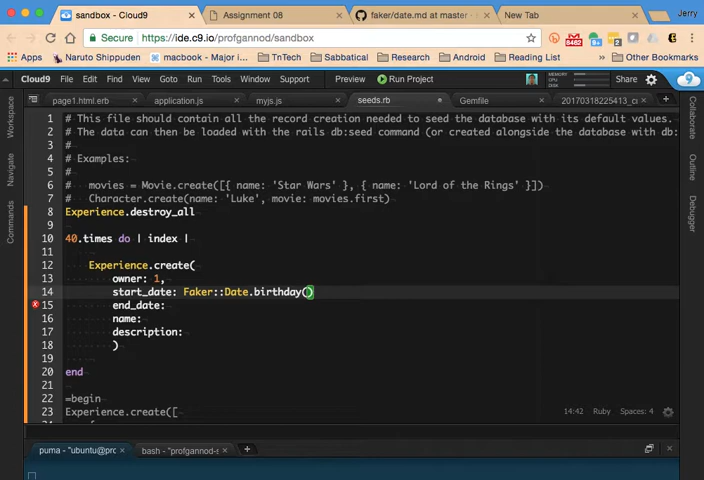 sandbox - Cloud9
Assignment 08
faker/date.md at master
New Tab
Jerry
Secure
https://ide.c9.io/profgannod/sandbox
8462
Apps
Naruto Shippuden
macbook - Major i...
TnTech
Sabbatical
Research
Android
Reading List
»
Other Bookmarks
Cloud9 File Edit Find View Goto Run Tools Window Support Preview Run Project MEMORY CPU DISK Share
page1.html.erb
application.js
myjs.js
seeds.rb
Gemfile
20170318225413_c
Workspace
Navigate
Commands
Collaborate
Outline
Debugger
1 # This file should contain all the record creation needed to seed the database with its default values.
2 # The data can then be loaded with the rails db:seed command (or created alongside the database with db:
3 #
4 # Examples:
5 #
6 # movies = Movie.create([{ name: 'Star Wars' }, { name: 'Lord of the Rings' }])
7 # Character.create(name: 'Luke', movie: movies.first)
8 Experience.destroy_all
9
10 40.times do | index |
11
12 Experience.create(
13 owner: 1,
14 start_date: Faker::Date.birthday()
15 end_date:
16 name:
17 description:
18 )
19
20 end
21
22 =begin
23 Experience.create([
14:42 Ruby Spaces: 4
puma - "ubuntu@prc
bash - "profgannod-s